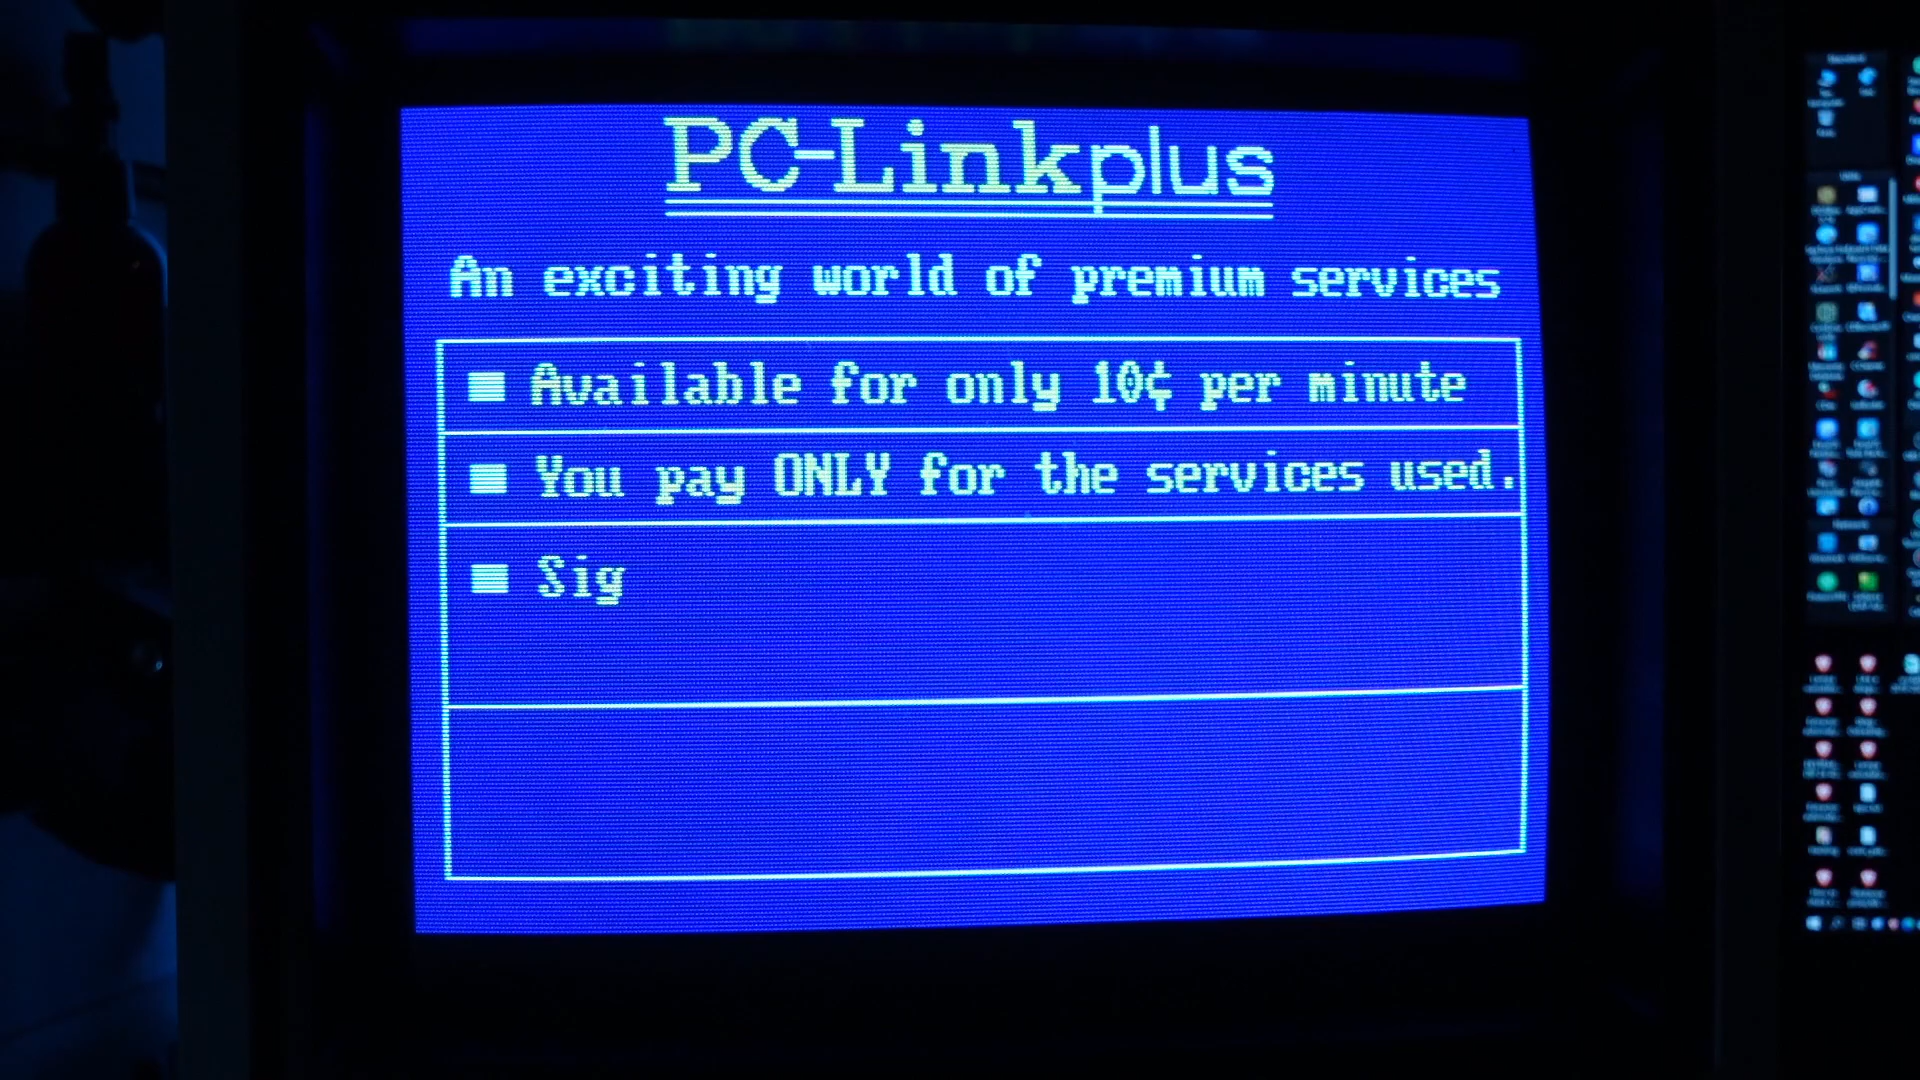 PC-Linkplus
An exciting world of premium services
■ Available for only 10¢ per minute
■ You pay ONLY for the services used.
■ Sig